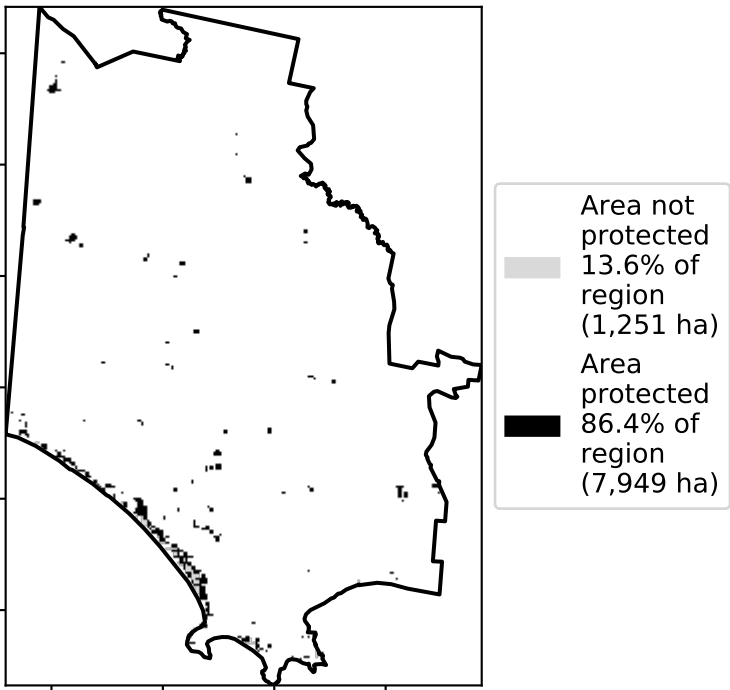 Area not
protected
13.6% of
region
(1,251 ha)
Area
protected
86.4% of
region
(7,949 ha)